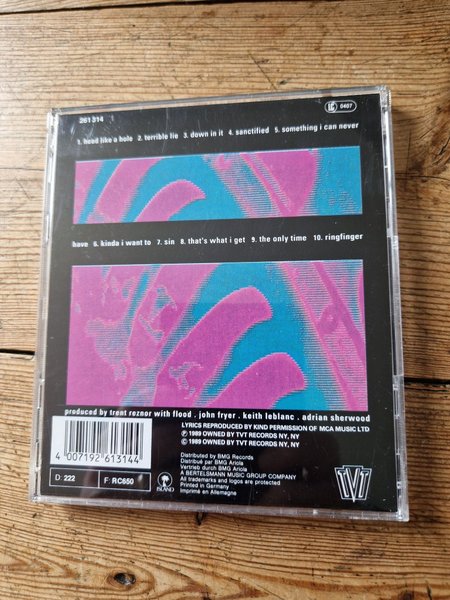 261 314
LC 0407
1. head like a hole 2. terrible lie 3. down in it 4. sanctified 5. something i can never
have 6. kinda i want to 7. sin 8. that's what i get 9. the only time 10. ringfinger
produced by trent reznor with flood . john fryer . keith leblanc . adrian sherwood
LYRICS REPRODUCED BY KIND PERMISSION OF MCA MUSIC LTD
℗ 1989 OWNED BY TVT RECORDS NY, NY
© 1989 OWNED BY TVT RECORDS NY, NY
4 007192 613144
Distributed by BMG Records
Distribué par BMG Ariola
Vertrieb durch BMG Ariola
A BERTELSMANN MUSIC GROUP COMPANY
All trademarks and logos are protected
Printed in Germany
Imprimé en Allemagne
D: 222
F: RC650
ISLAND
TVT